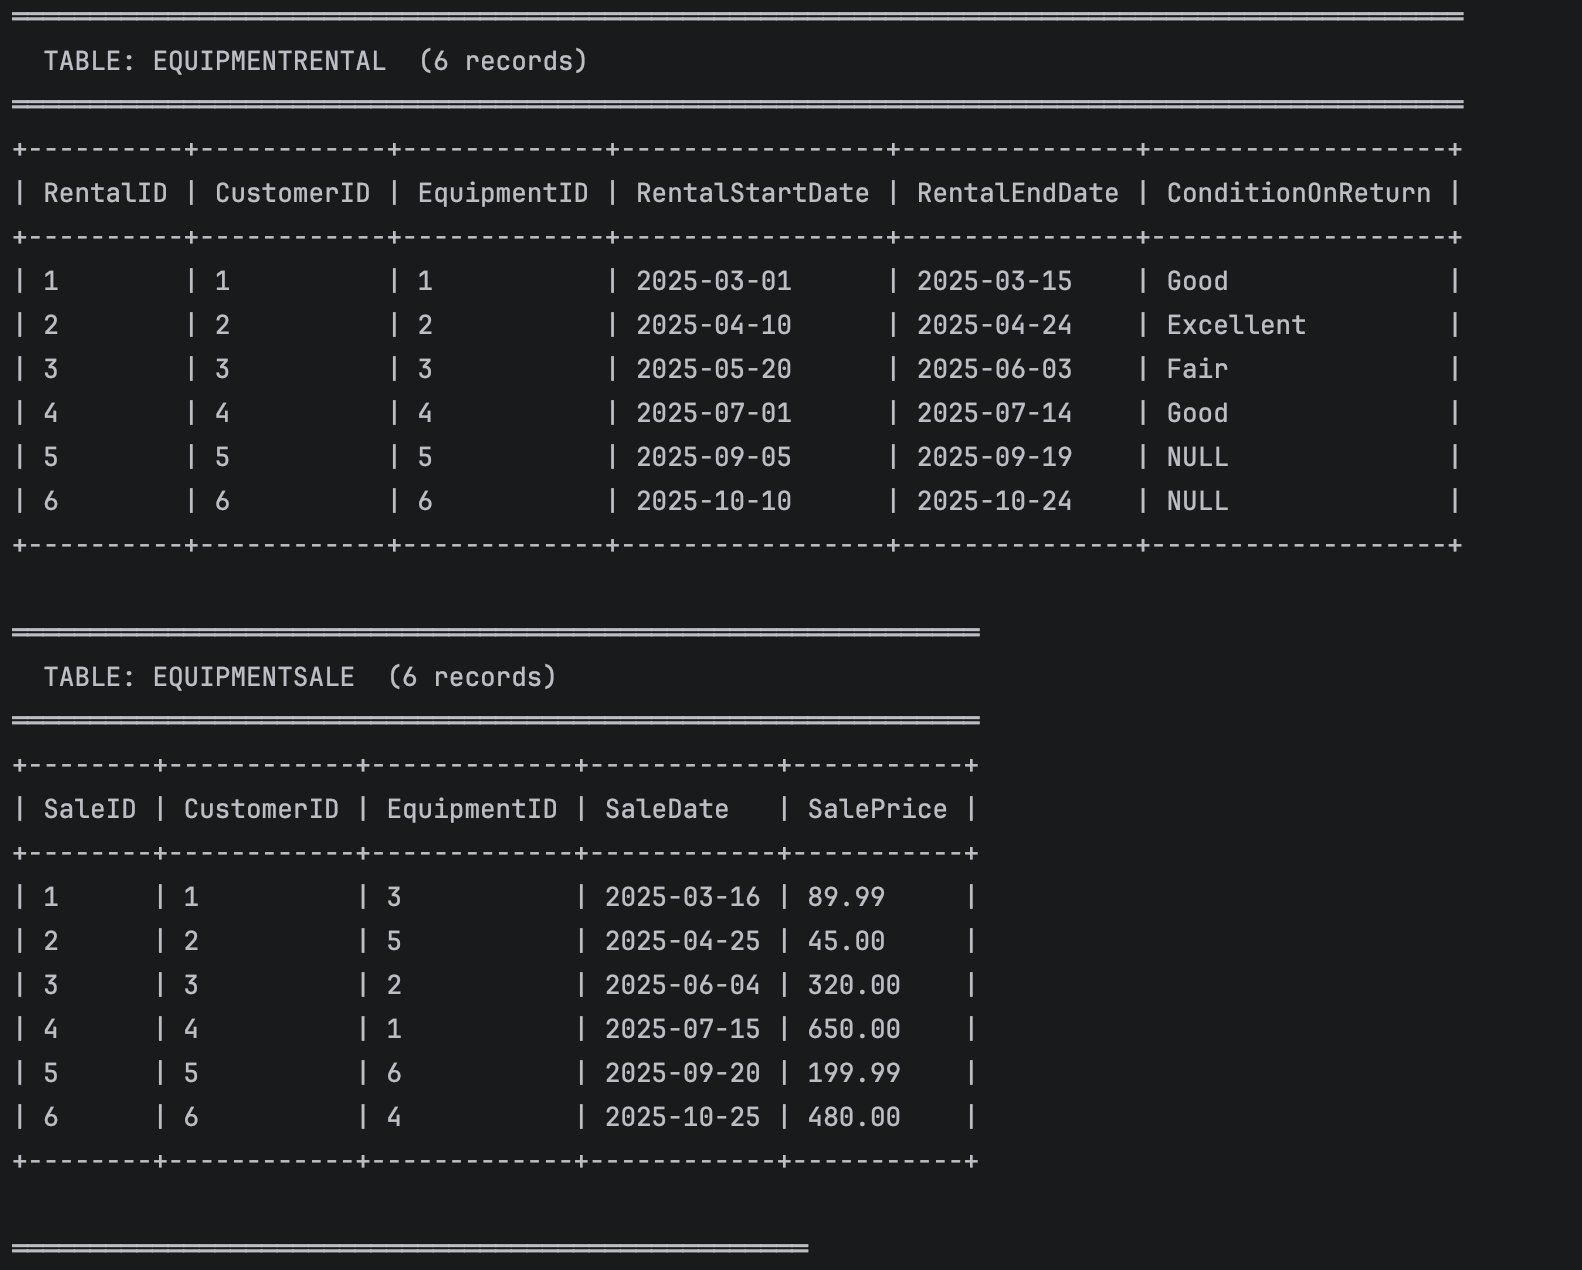 TABLE: EQUIPMENTRENTAL  (6 records)
+----------+------------+-------------+-----------------+---------------+-------------------+
| RentalID | CustomerID | EquipmentID | RentalStartDate | RentalEndDate | ConditionOnReturn |
+----------+------------+-------------+-----------------+---------------+-------------------+
| 1        | 1          | 1           | 2025-03-01      | 2025-03-15    | Good              |
| 2        | 2          | 2           | 2025-04-10      | 2025-04-24    | Excellent         |
| 3        | 3          | 3           | 2025-05-20      | 2025-06-03    | Fair              |
| 4        | 4          | 4           | 2025-07-01      | 2025-07-14    | Good              |
| 5        | 5          | 5           | 2025-09-05      | 2025-09-19    | NULL              |
| 6        | 6          | 6           | 2025-10-10      | 2025-10-24    | NULL              |
+----------+------------+-------------+-----------------+---------------+-------------------+
TABLE: EQUIPMENTSALE  (6 records)
+--------+------------+-------------+------------+-----------+
| SaleID | CustomerID | EquipmentID | SaleDate   | SalePrice |
+--------+------------+-------------+------------+-----------+
| 1      | 1          | 3           | 2025-03-16 | 89.99     |
| 2      | 2          | 5           | 2025-04-25 | 45.00     |
| 3      | 3          | 2           | 2025-06-04 | 320.00    |
| 4      | 4          | 1           | 2025-07-15 | 650.00    |
| 5      | 5          | 6           | 2025-09-20 | 199.99    |
| 6      | 6          | 4           | 2025-10-25 | 480.00    |
+--------+------------+-------------+------------+-----------+